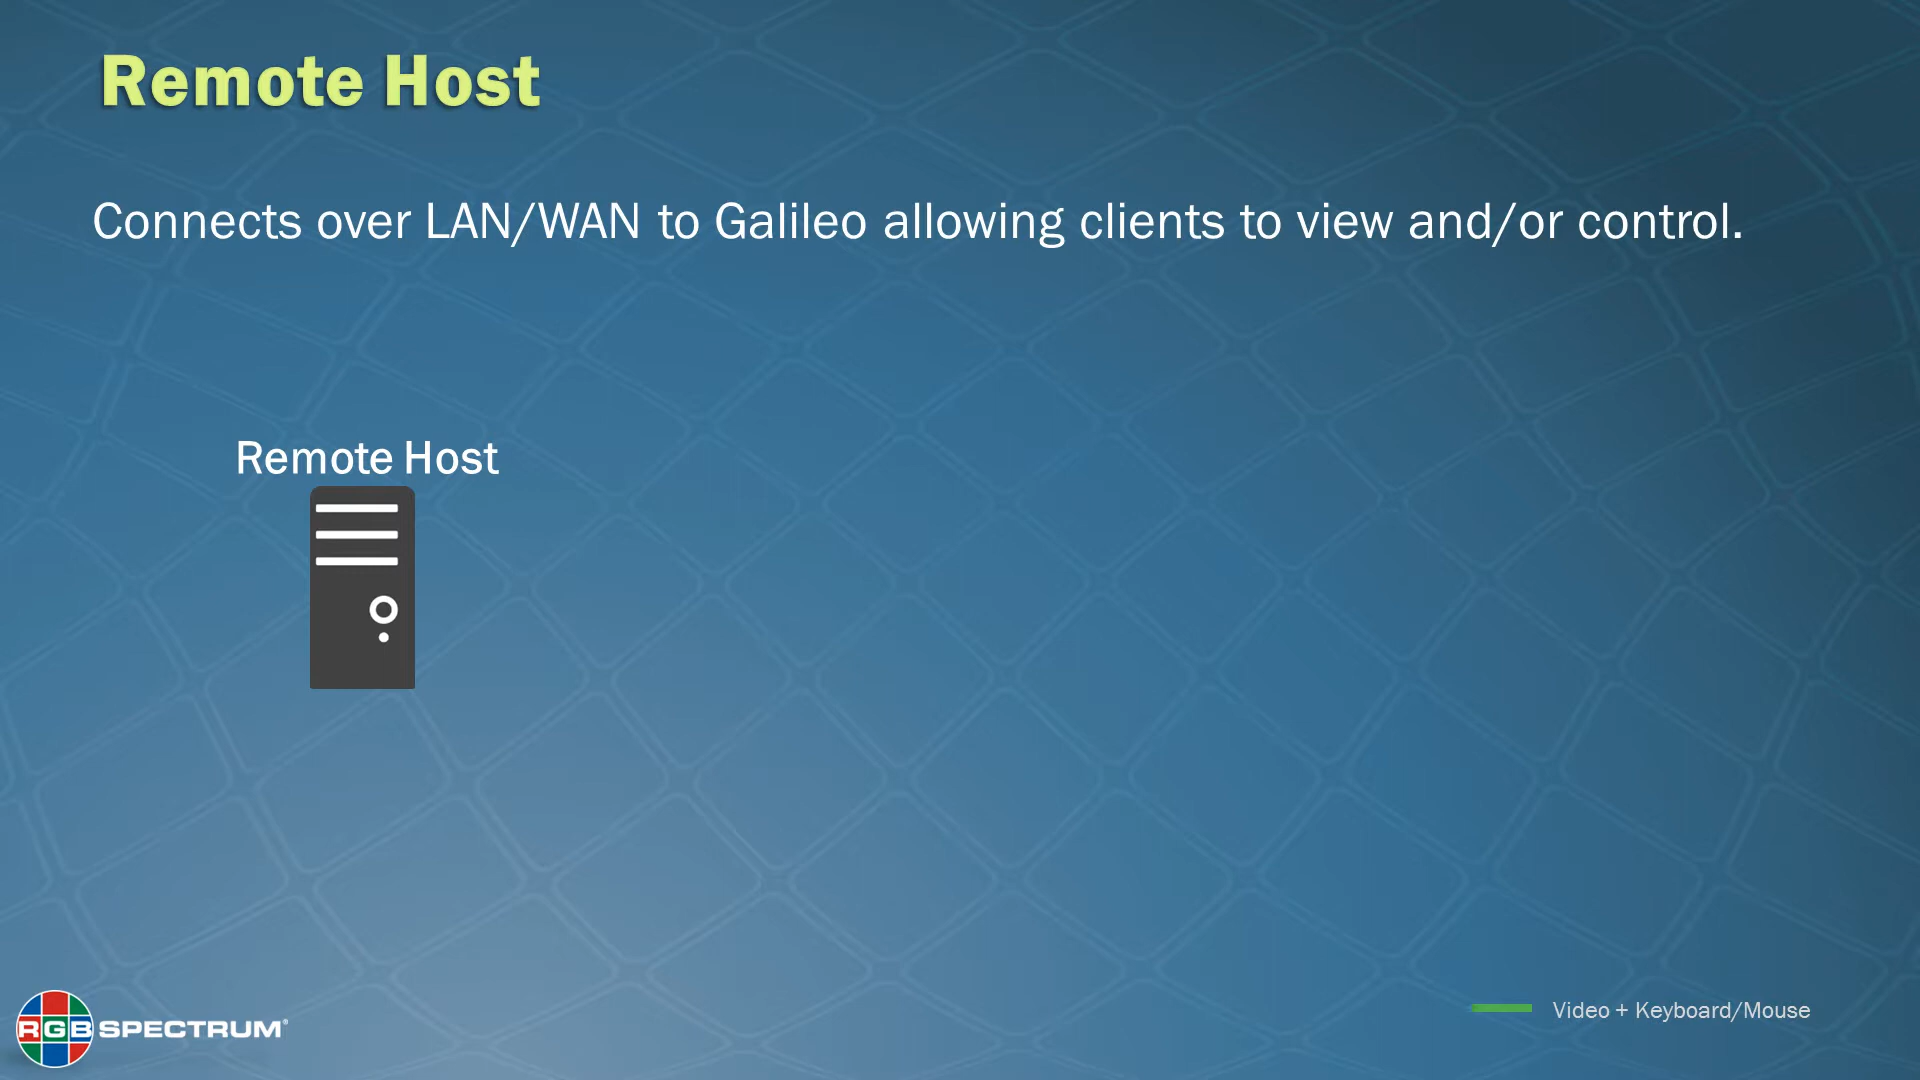 Remote Host
Connects over LAN/WAN to Galileo allowing clients to view and/or control.
Remote Host
RGB SPECTRUM®
Video + Keyboard/Mouse